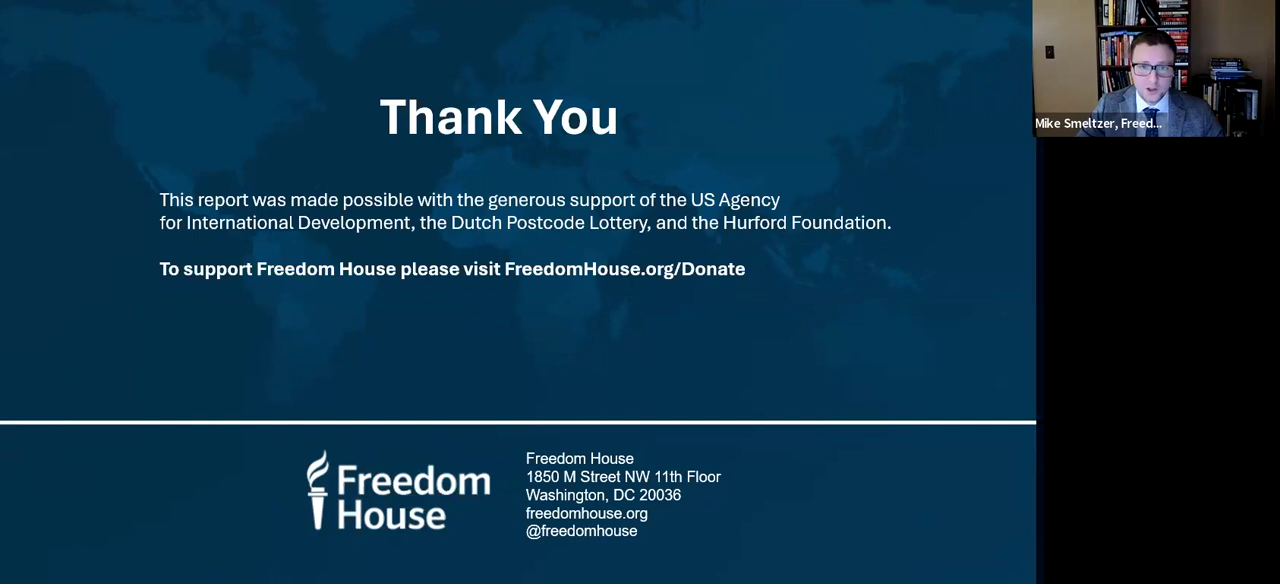 Thank You
This report was made possible with the generous support of the US Agency
for International Development, the Dutch Postcode Lottery, and the Hurford Foundation.
To support Freedom House please visit FreedomHouse.org/Donate
Freedom
House
Freedom House
1850 M Street NW 11th Floor
Washington, DC 20036
freedomhouse.org
@freedomhouse
Mike Smeltzer, Freed...